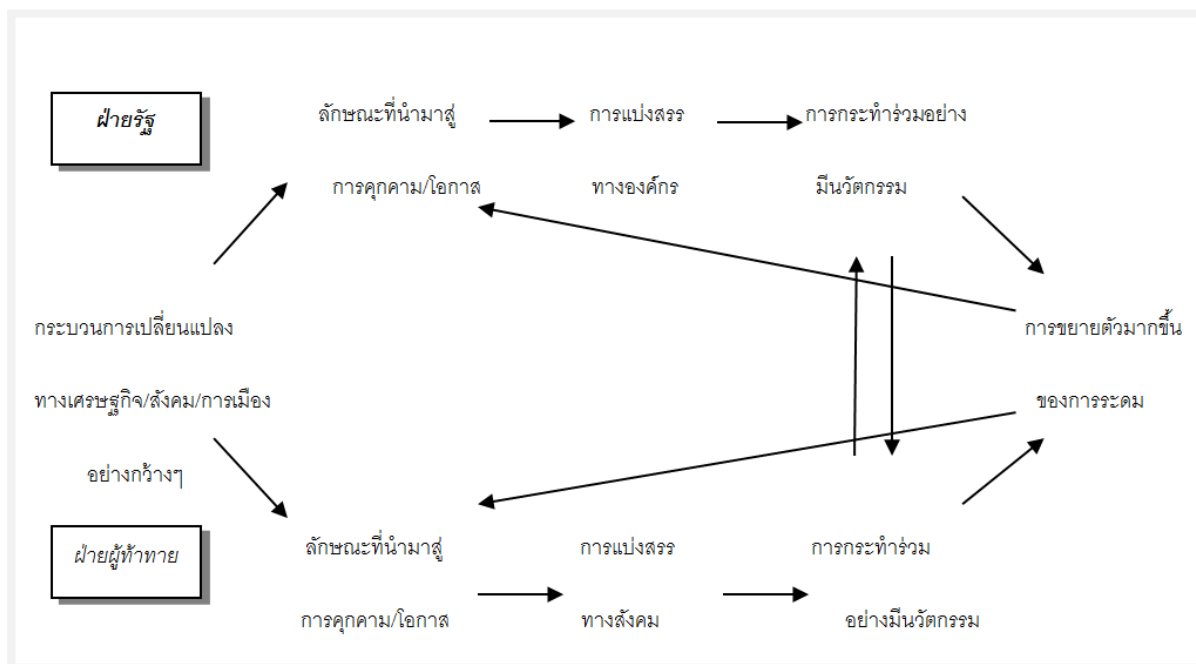 ฝ่ายรัฐ
ลักษณะที่นำมาสู่
การคุกคาม/โอกาส
การแบ่งสรร
ทางองค์กร
การกระทำร่วมอย่าง
มีนวัตกรรม
กระบวนการเปลี่ยนแปลง
ทางเศรษฐกิจ/สังคม/การเมือง
อย่างกว้างๆ
การขยายตัวมากขึ้น
ของการระดม
ฝ่ายผู้ท้าทาย
ลักษณะที่นำมาสู่
การคุกคาม/โอกาส
การแบ่งสรร
ทางสังคม
การกระทำร่วม
อย่างมีนวัตกรรม